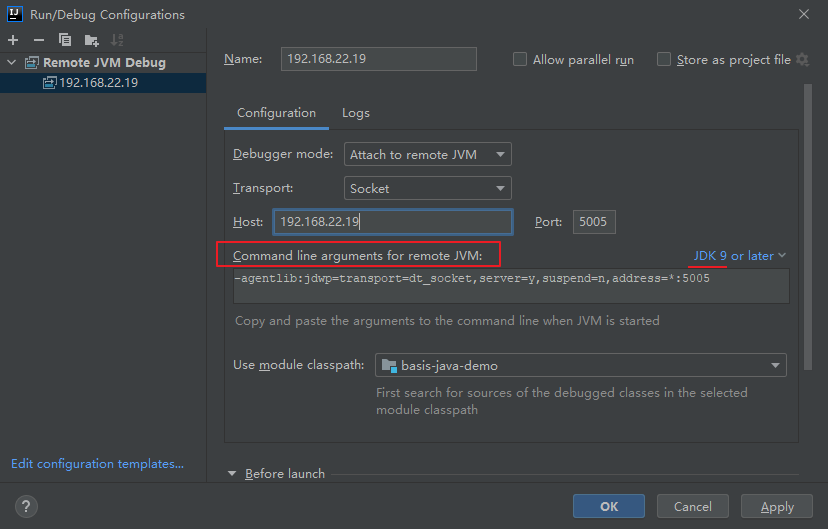 IJ Run/Debug Configurations
Remote JVM Debug
192.168.22.19
Name: 192.168.22.19 Allow parallel run Store as project file
Configuration Logs
Debugger mode: Attach to remote JVM
Transport: Socket
Host: 192.168.22.19 Port: 5005
Command line arguments for remote JVM: JDK 9 or later
-agentlib:jdwp=transport=dt_socket,server=y,suspend=n,address=*:5005
Copy and paste the arguments to the command line when JVM is started
Use module classpath: basis-java-demo
First search for sources of the debugged classes in the selected
module classpath
Edit configuration templates...
Before launch
? OK Cancel Apply